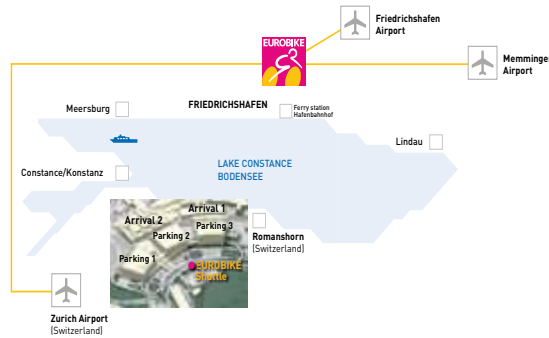 Friedrichshafen
Airport
EUROBIKE
Memmingen
Airport
Meersburg
FRIEDRICHSHAFEN
Ferry station
Hafenbahnhof
Lindau
LAKE CONSTANCE
BODENSEE
Constance/Konstanz
Arrival 1
Arrival 2
Parking 3
Parking 2
Parking 1
EUROBIKE
Shuttle
Romanshorn
(Switzerland)
Zurich Airport
(Switzerland)